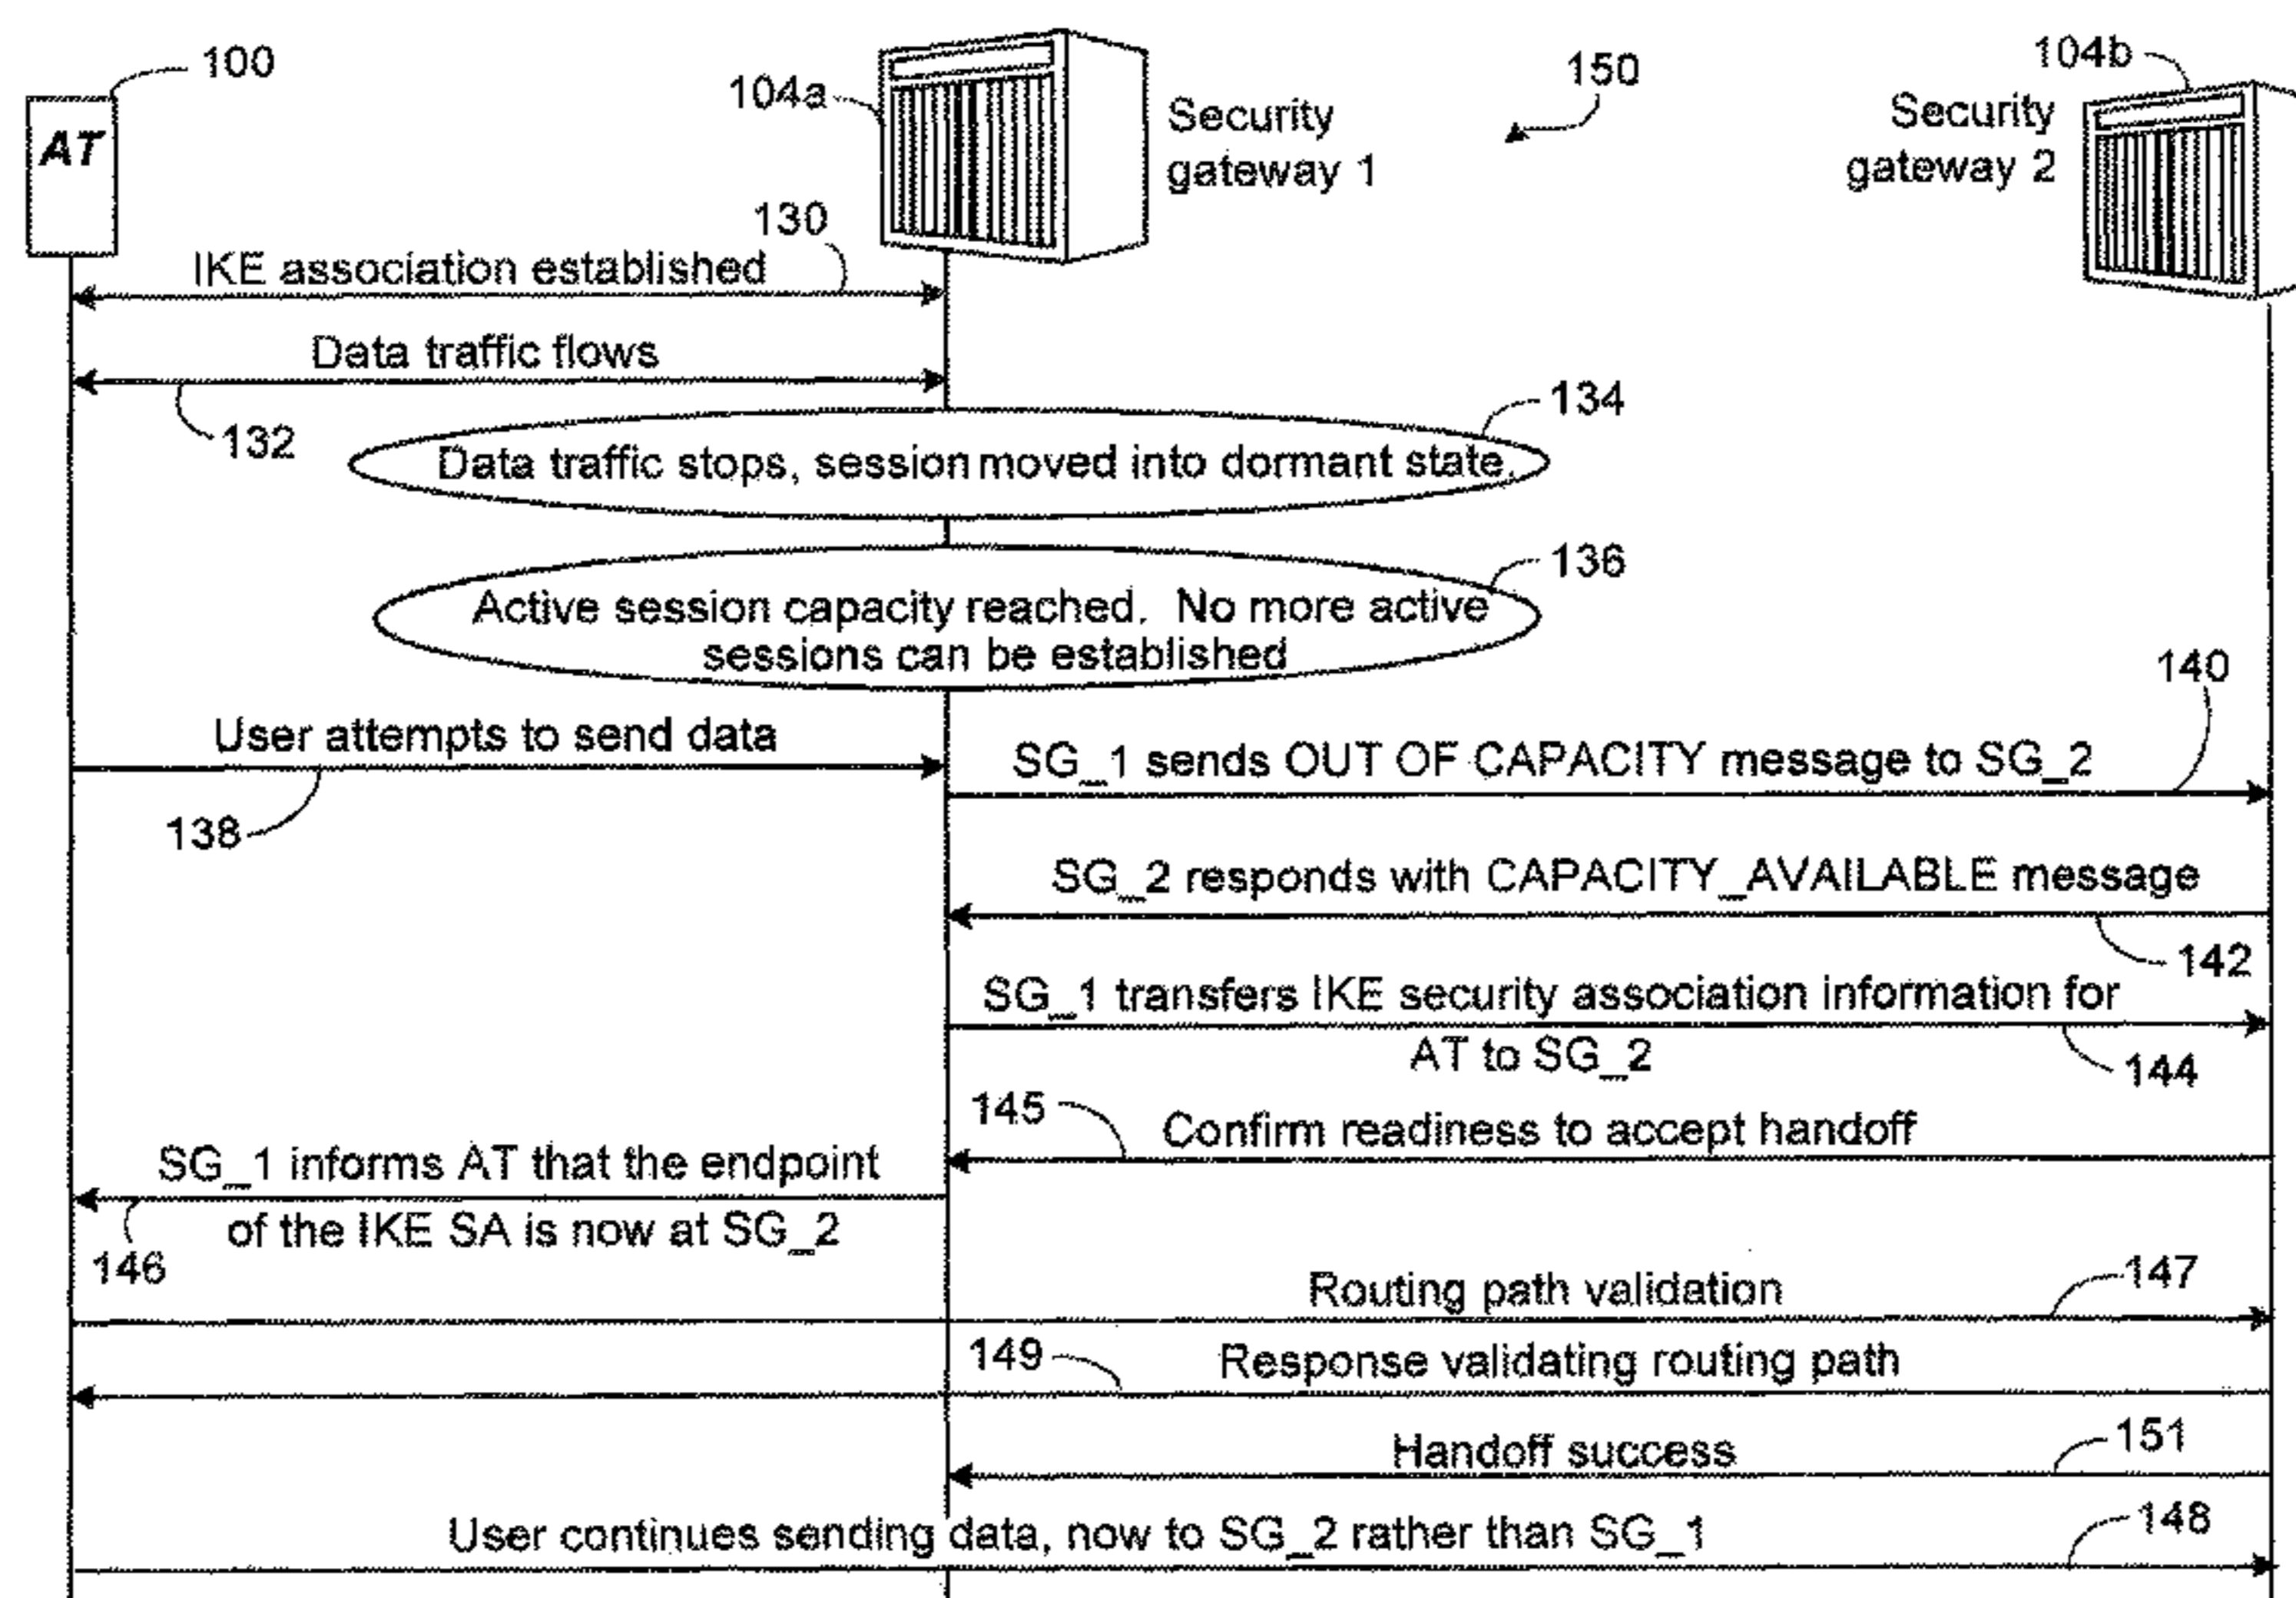 100
AT
104a
Security
gateway 1
150
104b
Security
gateway 2
130
IKE association established
Data traffic flows
132
134
Data traffic stops, session moved into dormant state.
136
Active session capacity reached. No more active
sessions can be established
140
User attempts to send data
SG_1 sends OUT OF CAPACITY message to SG_2
138
SG_2 responds with CAPACITY_AVAILABLE message
142
SG_1 transfers IKE security association information for
AT to SG_2
144
145
Confirm readiness to accept handoff
SG_1 informs AT that the endpoint
of the IKE SA is now at SG_2
146
147
Routing path validation
149
Response validating routing path
151
Handoff success
148
User continues sending data, now to SG_2 rather than SG_1